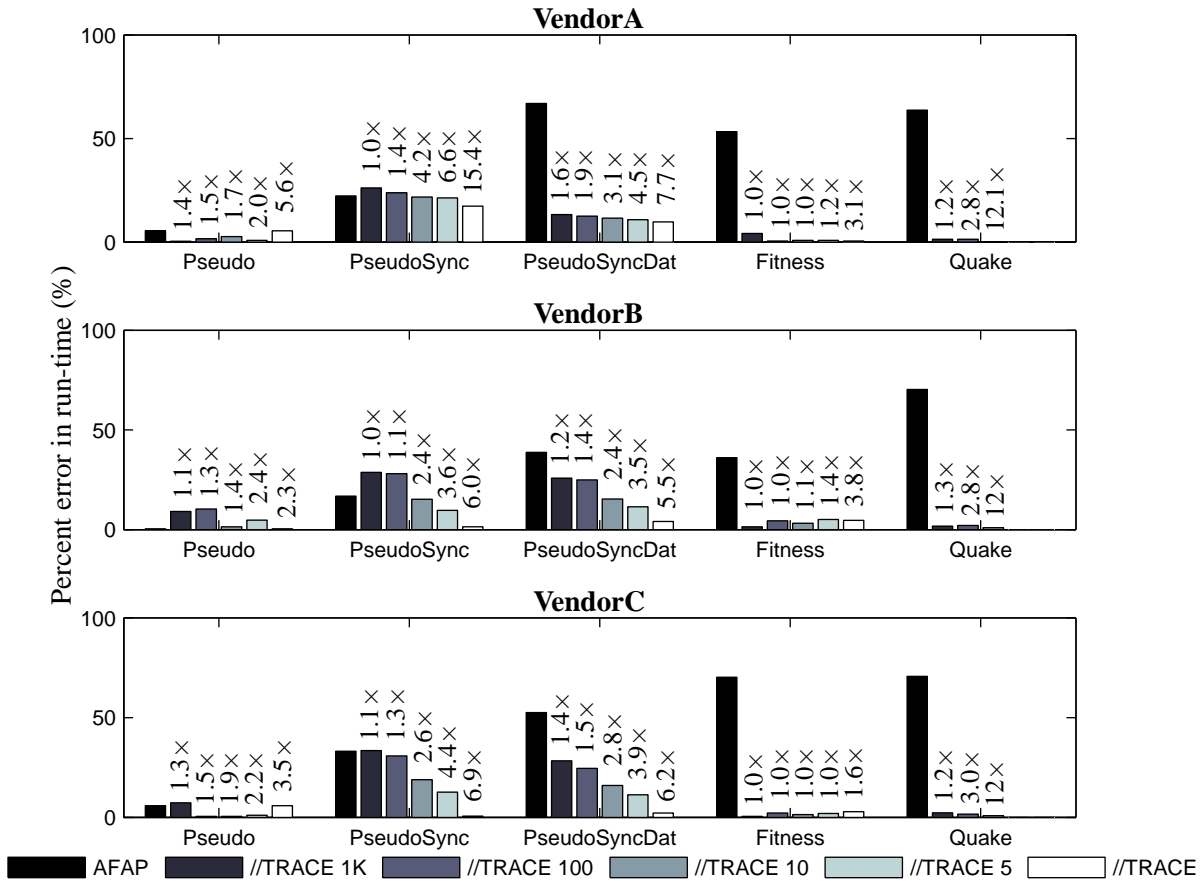 VendorA
100
50
0
1.4× 1.5× 1.7× 2.0× 5.6×
1.0× 1.4× 4.2× 6.6× 15.4×
1.6× 1.9× 3.1× 4.5× 7.7×
1.0× 1.0× 1.0× 1.2× 3.1×
1.2× 2.8× 12.1×
Pseudo PseudoSync PseudoSyncDat Fitness Quake
Percent error in run-time (%)
VendorB
100
50
0
1.1× 1.3× 1.4× 2.4× 2.3×
1.0× 1.1× 2.4× 3.6× 6.0×
1.2× 1.4× 2.4× 3.5× 5.5×
1.0× 1.0× 1.1× 1.4× 3.8×
1.3× 2.8× 12×
Pseudo PseudoSync PseudoSyncDat Fitness Quake
VendorC
100
50
0
1.3× 1.5× 1.9× 2.2× 3.5×
1.1× 1.3× 2.6× 4.4× 6.9×
1.4× 1.5× 2.8× 3.9× 6.2×
1.0× 1.0× 1.0× 1.0× 1.6×
1.2× 3.0× 12×
Pseudo PseudoSync PseudoSyncDat Fitness Quake
AFAP //TRACE 1K //TRACE 100 //TRACE 10 //TRACE 5 //TRACE